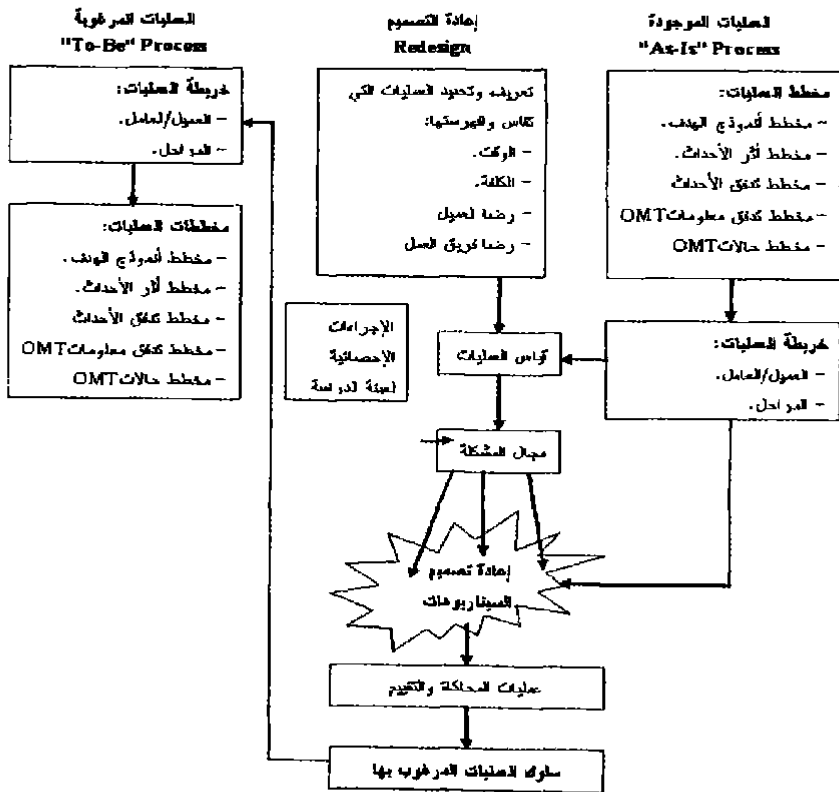 العمليات الموجودة
"As-Is" Process
مخطط العمليات:
- مخطط أنموذج الهدف.
- مخطط أثر الأحداث.
- مخطط تدفق الأحداث
- مخطط تدفق معلومات OMT
- مخطط حالات OMT
خريطة العمليات:
- العميل/العامل.
- المراحل.
إعادة التصميم
Redesign
تعريف وتحديد العمليات التي
تقاس وفهرستها:
- الوقت.
- الكلفة.
- رضا العميل
- رضا فريق العمل
الإجراءات
الإحصائية
لعينة الدراسة
قياس العمليات
مجال المشكلة
إعادة تصميم
السيناريوهات
عمليات المحاكاة والتقييم
سلوك العمليات المرغوب بها
العمليات المرغوبة
"To-Be" Process
خريطة العمليات:
- العميل/العامل.
- المراحل.
مخططات العمليات:
- مخطط أنموذج الهدف.
- مخطط أثر الأحداث.
- مخطط تدفق الأحداث
- مخطط تدفق معلومات OMT
- مخطط حالات OMT